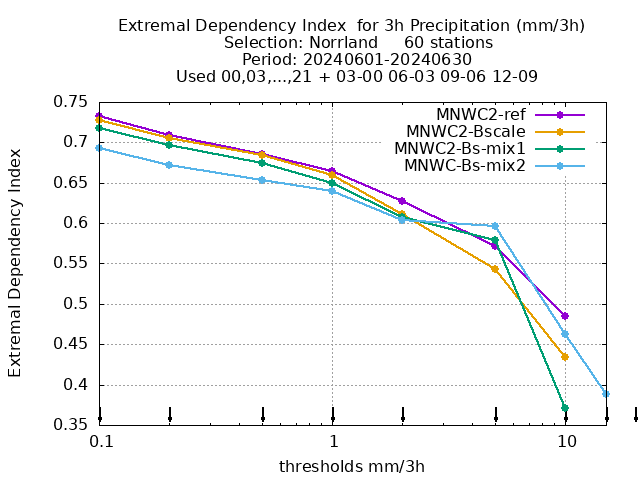 Extremal Dependency Index  for 3h Precipitation (mm/3h)
Selection: Norrland     60 stations
Period: 20240601-20240630
Used 00,03,...,21 + 03-00 06-03 09-06 12-09
MNWC2-ref
MNWC2-Bscale
MNWC2-Bs-mix1
MNWC-Bs-mix2
Extremal Dependency Index
0.75
0.7
0.65
0.6
0.55
0.5
0.45
0.4
0.35
0.1
1
10
thresholds mm/3h